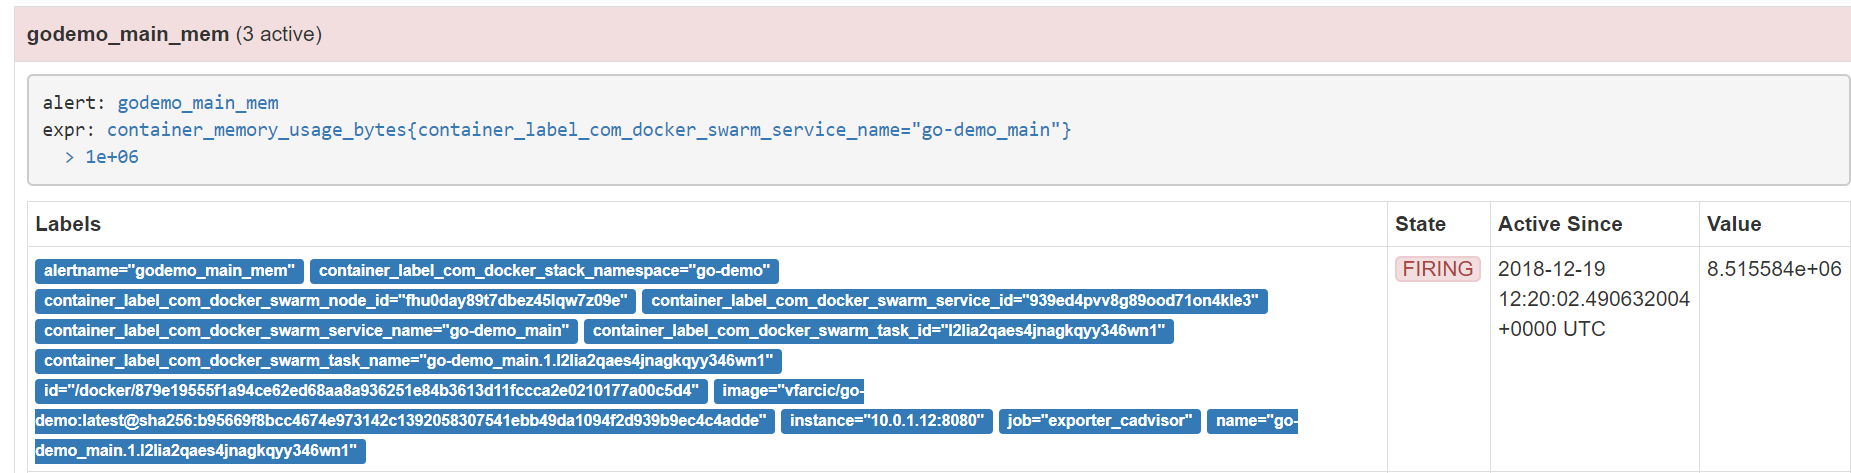 godemo_main_mem (3 active)
alert: godemo_main_mem
expr: container_memory_usage_bytes{container_label_com_docker_swarm_service_name="go-demo_main"}
> 1e+06
Labels State Active Since Value
alertname="godemo_main_mem" container_label_com_docker_stack_namespace="go-demo" FIRING 2018-12-19 8.515584e+06
container_label_com_docker_swarm_node_id="fhu0day89t7dbez45lqw7z09e" container_label_com_docker_swarm_service_id="939ed4pvv8g89ood71on4kle3" 12:20:02.490632004
container_label_com_docker_swarm_service_name="go-demo_main" container_label_com_docker_swarm_task_id="l2lia2qaes4jnagkqyy346wn1" +0000 UTC
container_label_com_docker_swarm_task_name="go-demo_main.1.l2lia2qaes4jnagkqyy346wn1"
id="/docker/879e19555f1a94ce62ed68aa8a936251e84b3613d11fccca2e0210177a00c5d4" image="vfarcic/go-
demo:latest@sha256:b95669f8bcc4674e973142c1392058307541ebb49da1094f2d939b9ec4c4adde" instance="10.0.1.12:8080" job="exporter_cadvisor" name="go-
demo_main.1.l2lia2qaes4jnagkqyy346wn1"